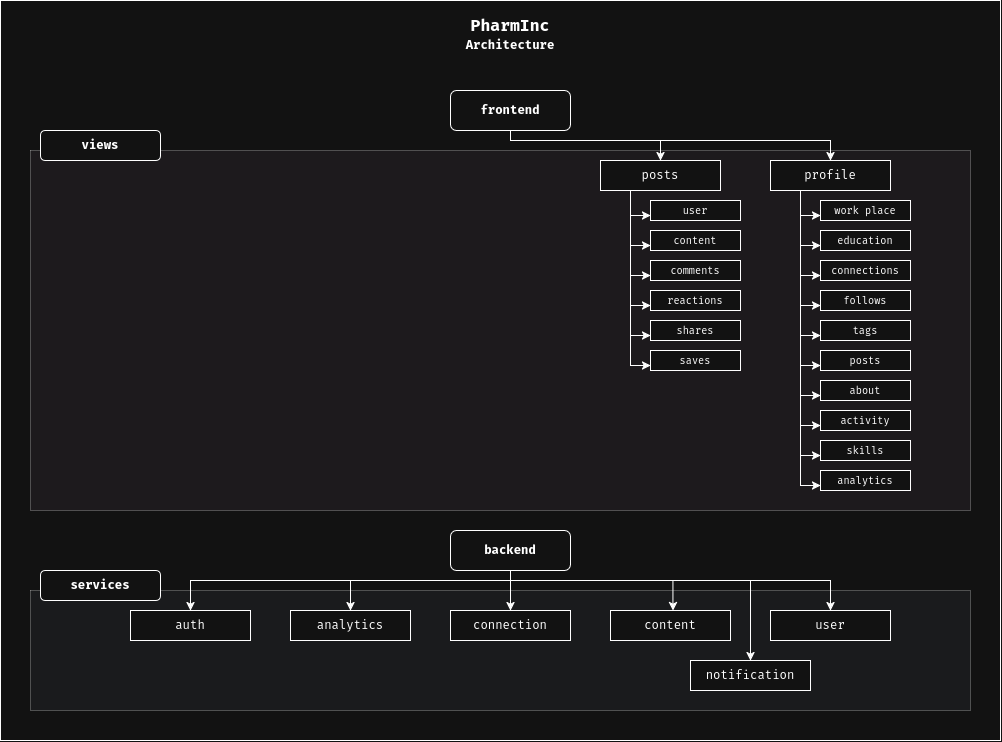 PharmInc
Architecture
frontend
views
posts
profile
user
work place
content
education
comments
connections
reactions
follows
shares
tags
saves
posts
about
activity
skills
analytics
backend
services
auth
analytics
connection
content
user
notification